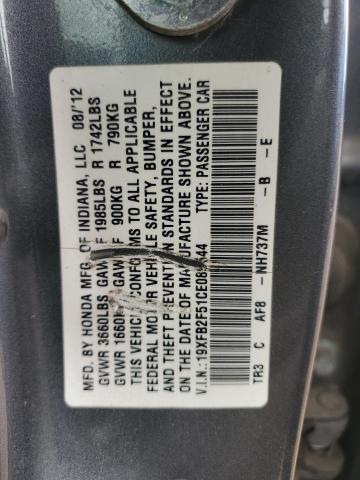 MFD. BY HONDA MFG. OF INDIANA, LLC 08/'12
GVWR 3660LBS GAWR F 1985LBS R 1742LBS
GVWR 1660KG GAWR F 900KG R 790KG
THIS VEHICLE CONFORMS TO ALL APPLICABLE
FEDERAL MOTOR VEHICLE SAFETY, BUMPER,
AND THEFT PREVENTION STANDARDS IN EFFECT
ON THE DATE OF MANUFACTURE SHOWN ABOVE.
V.I.N.: TYPE: PASSENGER CAR
TR3 C AF8 -NH737M -B -E